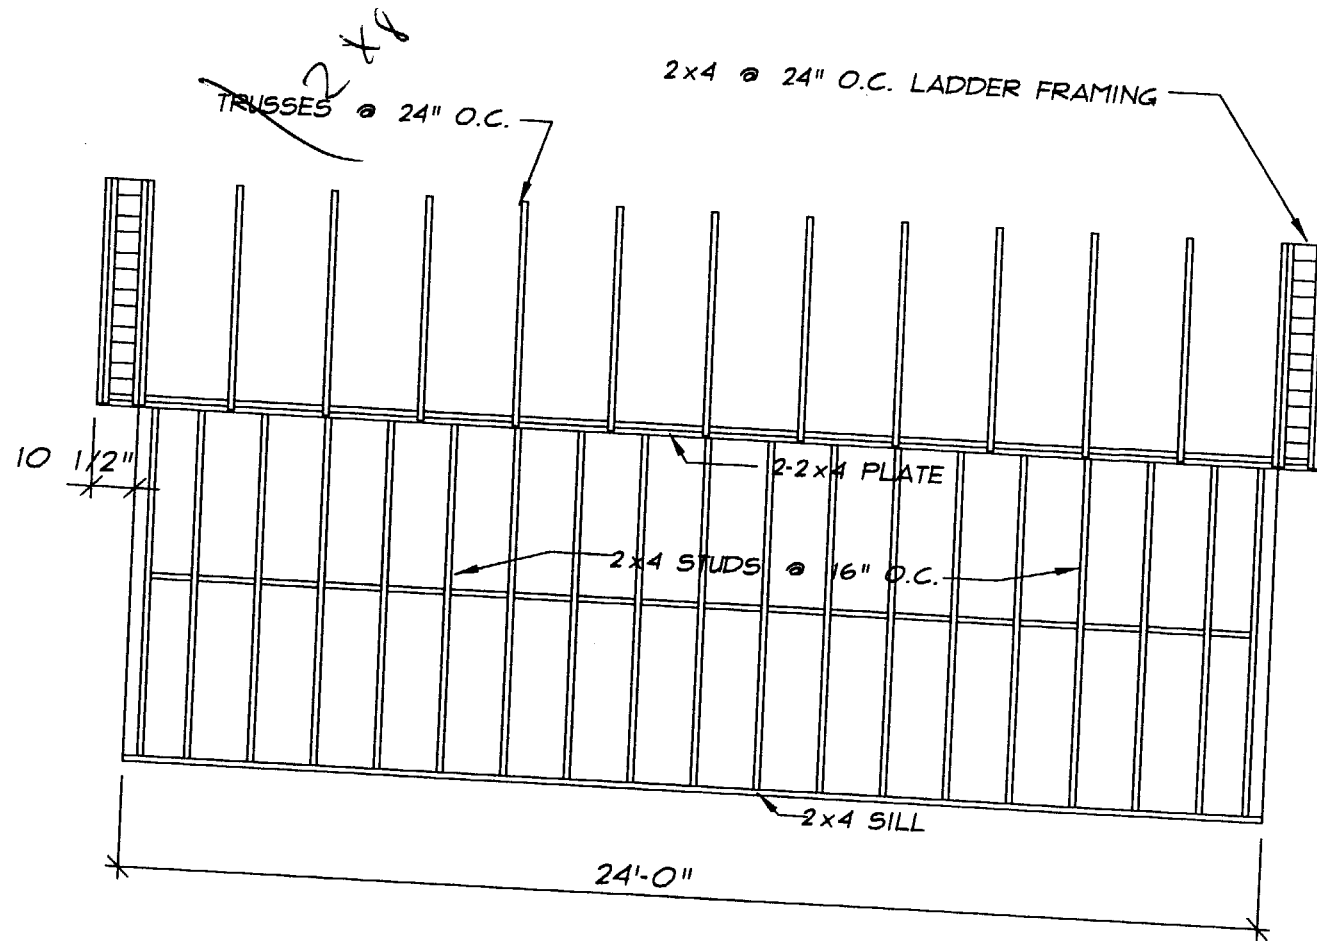 2x8
TRUSSES @ 24" O.C.
2x4 @ 24" O.C. LADDER FRAMING
10 1/2"
2-2x4 PLATE
2x4 STUDS @ 16" O.C.
2x4 SILL
24'-0"